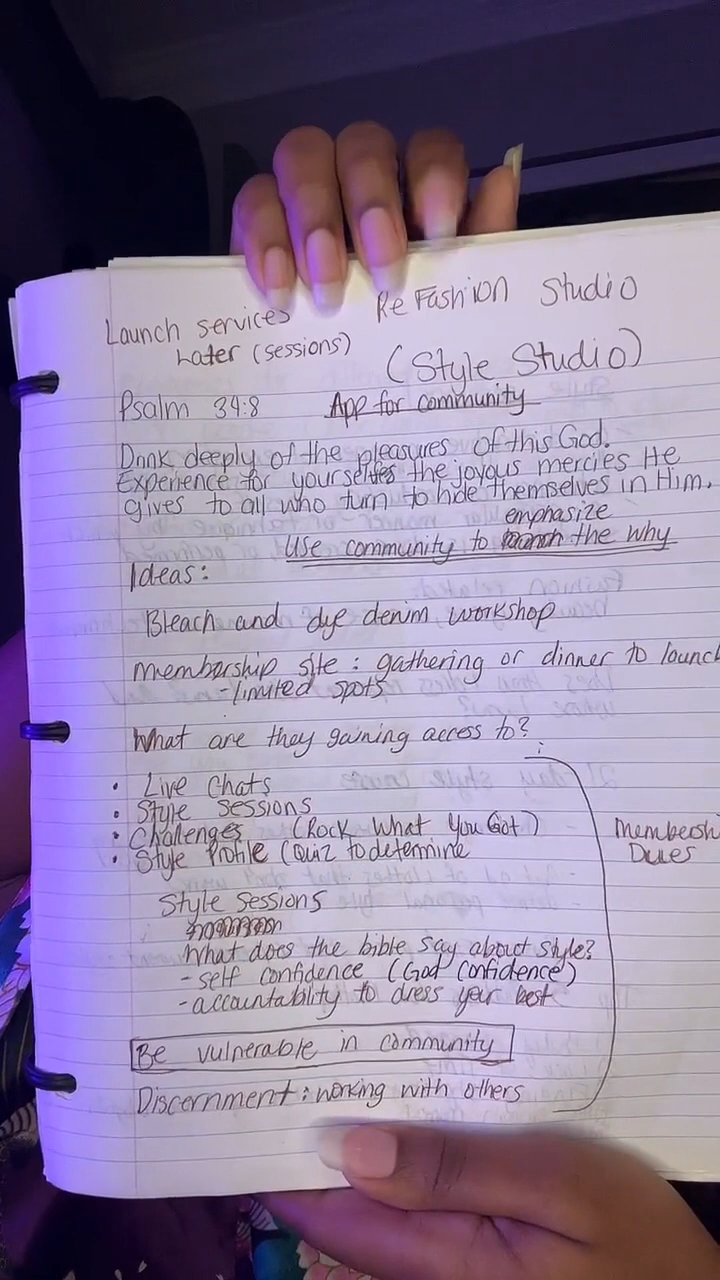 Launch services
Later (sessions)
ReFashion Studio
(Style Studio)
Psalm 34:8
App for community
Drink deeply of the pleasures of this God.
Experience for yourselves the joyous mercies He
gives to all who turn to hide themselves in Him.
emphasize
Use community to the why
Ideas:
Bleach and dye denim workshop
membership site: gathering or dinner to launch
-limited spots
What are they gaining access to?
• Live Chats
• Style Sessions
• Challenges (Rock What You Got)
• Style Profile (Quiz to determine
Membershi
Dues
Style Sessions
What does the bible say about style?
- self confidence (God Confidence)
- accountability to dress your best
Be vulnerable in community
Discernment: working with others